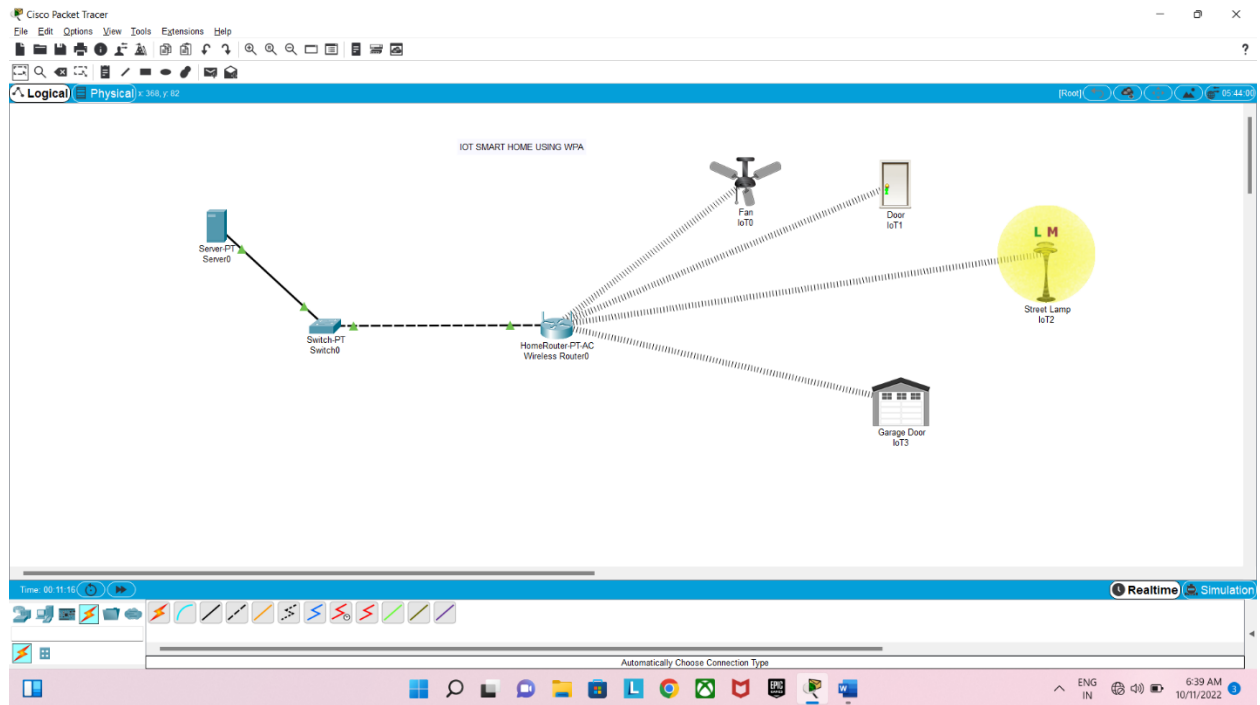 Cisco Packet Tracer
File Edit Options View Tools Extensions Help
?
Logical Physical x: 368, y: 82 [Root] 05:44:00
IOT SMART HOME USING WPA
Fan
IoT0
Door
IoT1
L M
Server-PT
Server0
Street Lamp
IoT2
Switch-PT
Switch0
HomeRouter-PT-AC
Wireless Router0
Garage Door
IoT3
Time: 00:11:16 Realtime Simulation
Automatically Choose Connection Type
L EPIC GAMES
ENG
IN
6:39 AM
10/11/2022
3